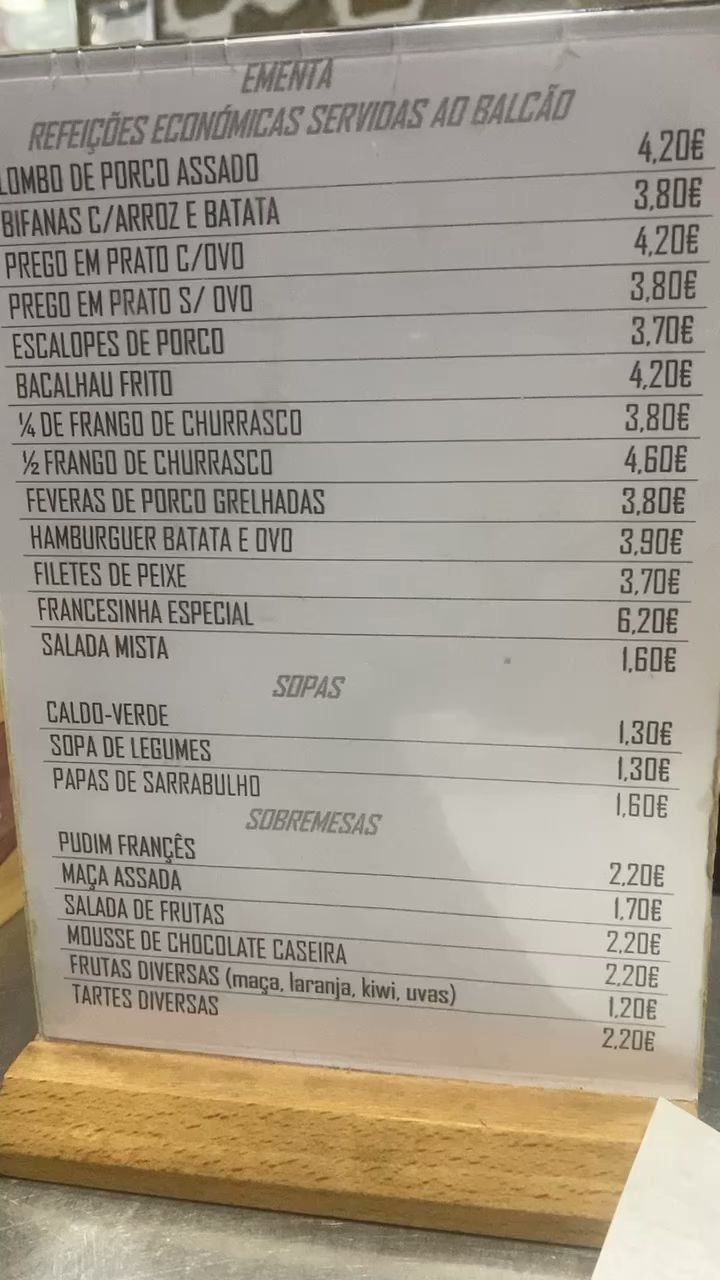 EMENTA
REFEIÇÕES ECONÓMICAS SERVIDAS AO BALCÃO
LOMBO DE PORCO ASSADO 4,20€
BIFANAS C/ARROZ E BATATA 3,80€
PREGO EM PRATO C/OVO 4,20€
PREGO EM PRATO S/ OVO 3,80€
ESCALOPES DE PORCO 3,70€
BACALHAU FRITO 4,20€
¼ DE FRANGO DE CHURRASCO 3,80€
½ FRANGO DE CHURRASCO 4,60€
FEVERAS DE PORCO GRELHADAS 3,80€
HAMBURGUER BATATA E OVO 3,90€
FILETES DE PEIXE 3,70€
FRANCESINHA ESPECIAL 6,20€
SALADA MISTA 1,60€
SOPAS
CALDO-VERDE 1,30€
SOPA DE LEGUMES 1,30€
PAPAS DE SARRABULHO 1,60€
SOBREMESAS
PUDIM FRANÇÊS 2,20€
MAÇA ASSADA 1,70€
SALADA DE FRUTAS 2,20€
MOUSSE DE CHOCOLATE CASEIRA 2,20€
FRUTAS DIVERSAS (maça, laranja, kiwi, uvas) 1,20€
TARTES DIVERSAS 2,20€